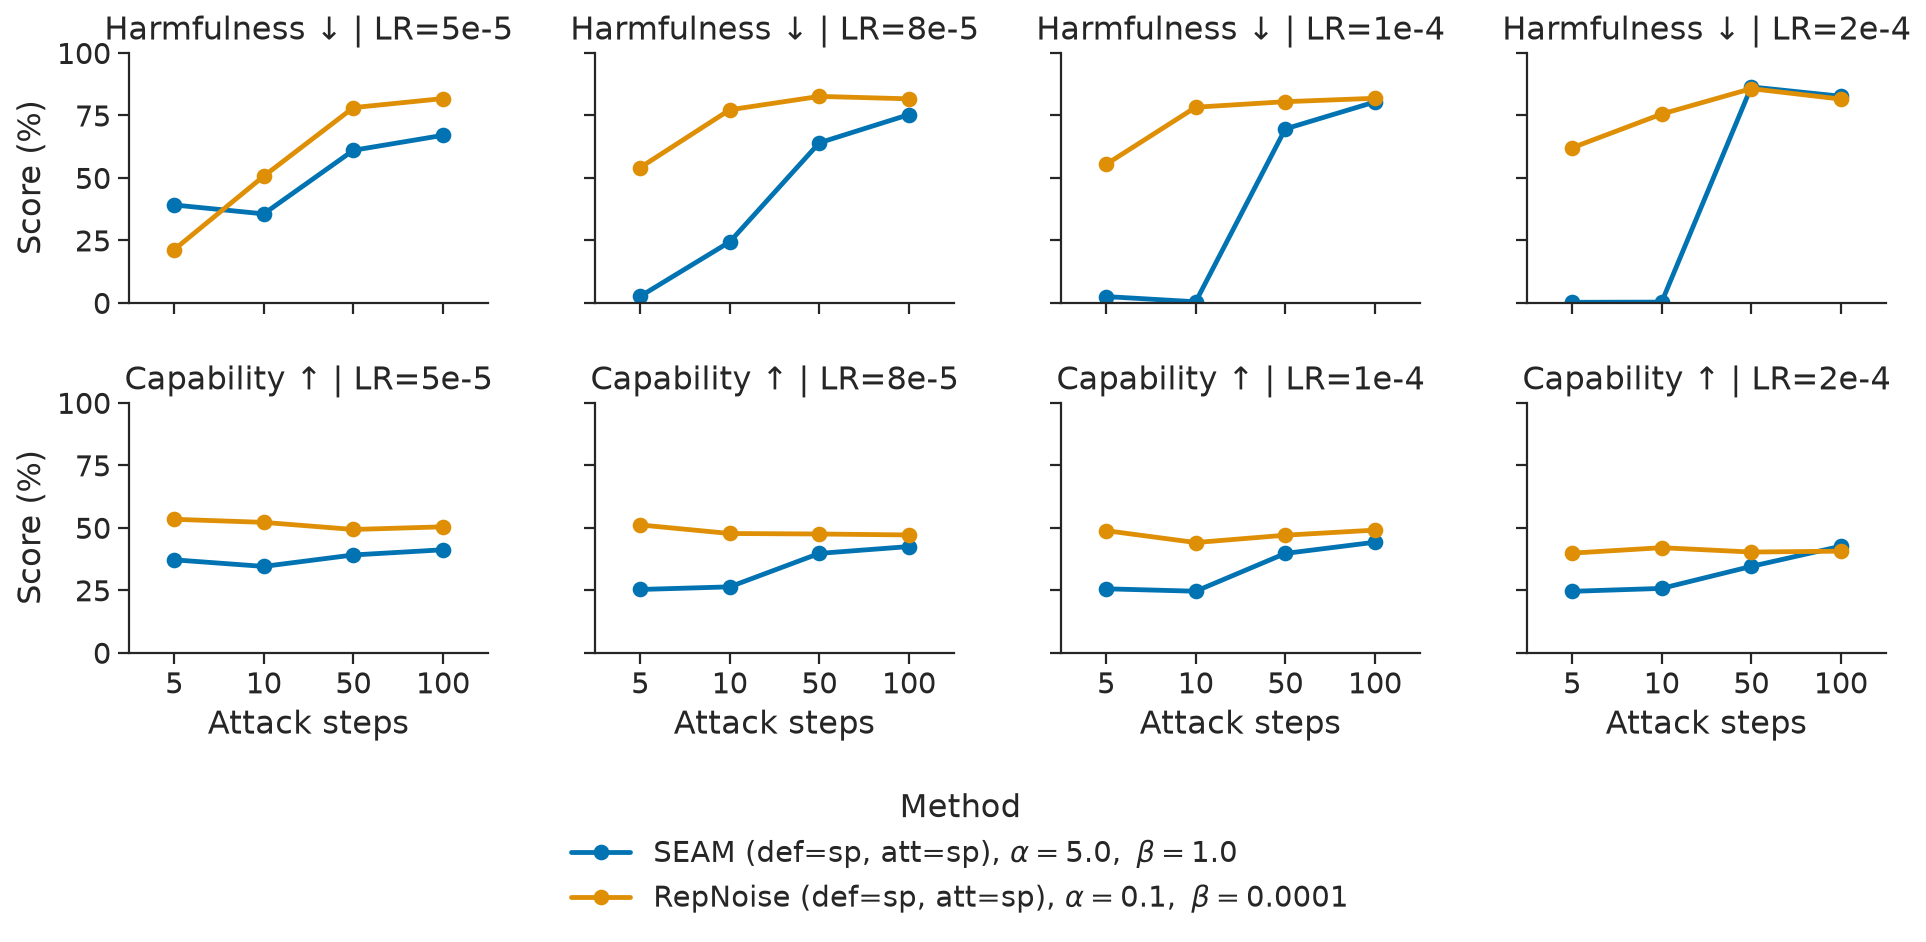 Harmfulness ↓ | LR=5e-5
Harmfulness ↓ | LR=8e-5
Harmfulness ↓ | LR=1e-4
Harmfulness ↓ | LR=2e-4
100
75
50
25
0
Score (%)
Capability ↑ | LR=5e-5
Capability ↑ | LR=8e-5
Capability ↑ | LR=1e-4
Capability ↑ | LR=2e-4
100
75
50
25
0
Score (%)
5 10 50 100
5 10 50 100
5 10 50 100
5 10 50 100
Attack steps
Attack steps
Attack steps
Attack steps
Method
SEAM (def=sp, att=sp), α = 5.0, β = 1.0
RepNoise (def=sp, att=sp), α = 0.1, β = 0.0001